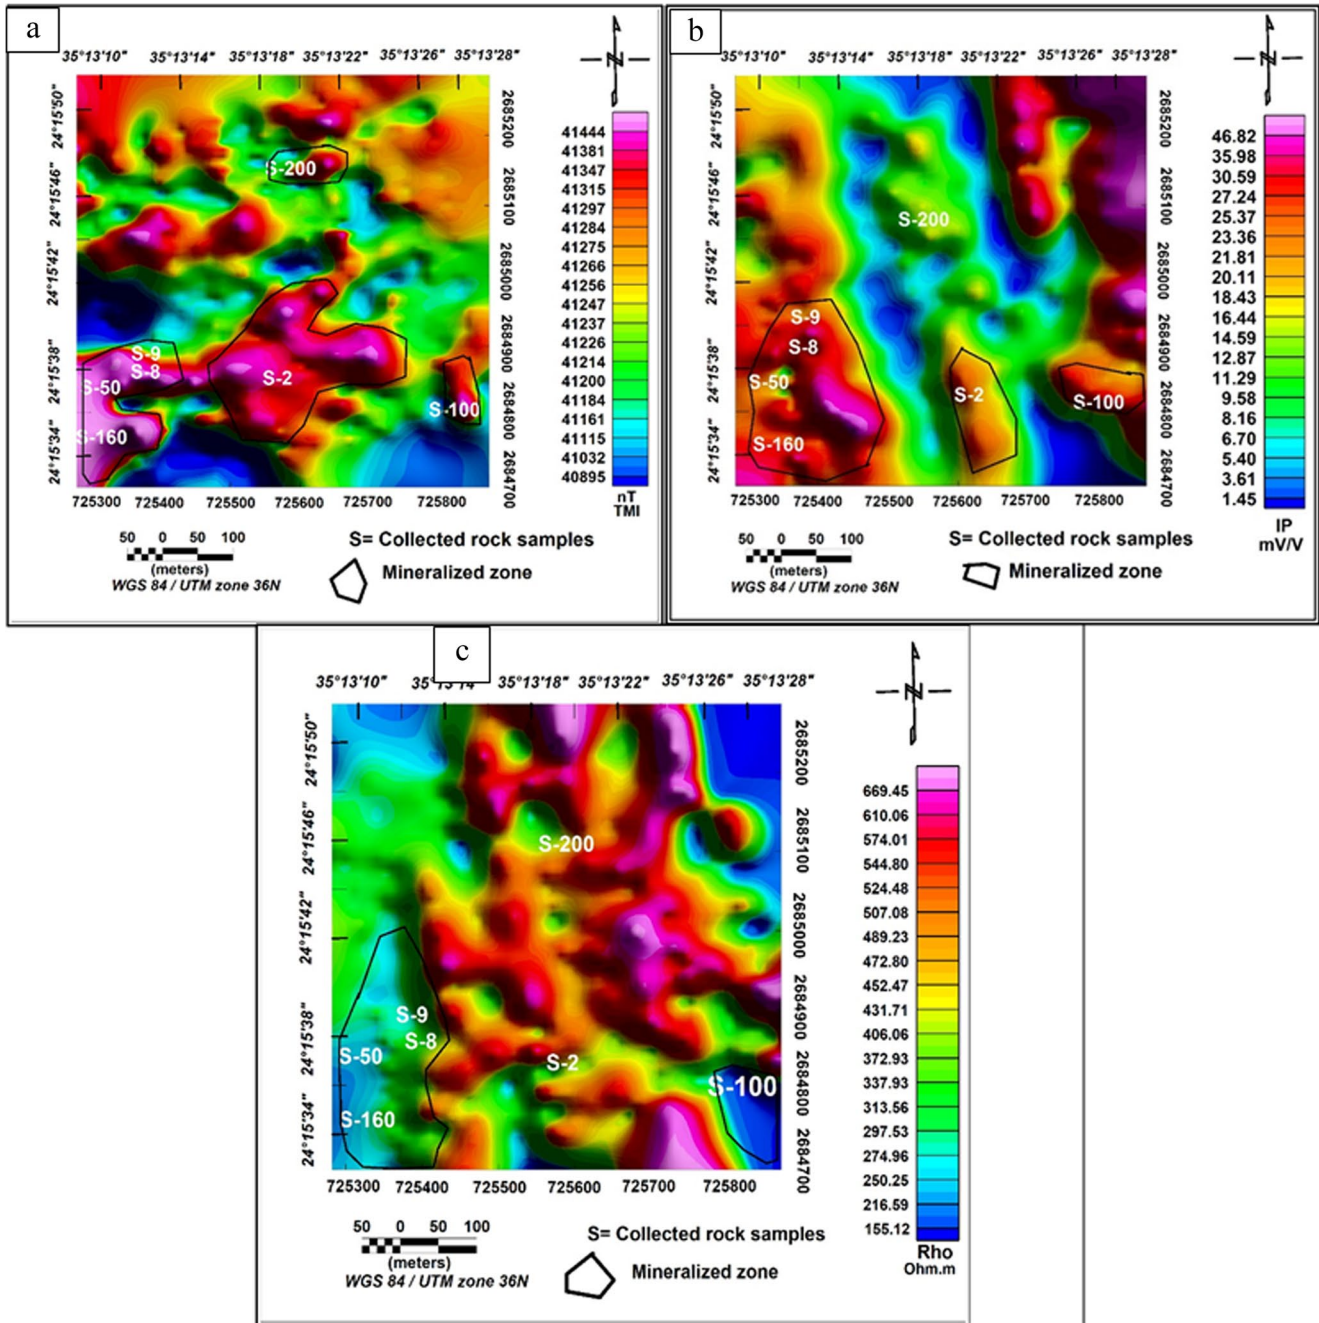 a
35°13'10" 35°13'14" 35°13'18" 35°13'22" 35°13'26" 35°13'28"
N
24°15'50"
24°15'46"
24°15'42"
24°15'38"
24°15'34"
S-200
S-9
S-8
S-50
S-2
S-100
S-160
2685200
2685100
2685000
2684900
2684800
2684700
725300 725400 725500 725600 725700 725800
41444
41381
41347
41315
41297
41284
41275
41266
41256
41247
41237
41226
41214
41200
41184
41161
41115
41032
40895
nT
TMI
50 0 50 100
(meters)
WGS 84 / UTM zone 36N
S= Collected rock samples
Mineralized zone
b
35°13'10" 35°13'14" 35°13'22" 35°13'26" 35°13'28"
N
24°15'50"
24°15'46"
24°15'42"
24°15'38"
24°15'34"
S-200
S-9
S-8
S-50
S-2
S-100
S-160
2685200
2685100
2685000
2684900
2684800
2684700
725300 725400 725500 725600 725700 725800
46.82
35.98
30.59
27.24
25.37
23.36
21.81
20.11
18.43
16.44
14.59
12.87
11.29
9.58
8.16
6.70
5.40
3.61
1.45
IP
mV/V
50 0 50 100
(meters)
WGS 84 / UTM zone 36N
S= Collected rock samples
Mineralized zone
c
35°13'10" 35°13'14" 35°13'18" 35°13'22" 35°13'26" 35°13'28"
N
24°15'50"
24°15'46"
24°15'42"
24°15'38"
24°15'34"
S-200
S-9
S-8
S-50
S-2
S-100
S-160
2685200
2685100
2685000
2684900
2684800
2684700
725300 725400 725500 725600 725700 725800
669.45
610.06
574.01
544.80
524.48
507.08
489.23
472.80
452.47
431.71
406.06
372.93
337.93
313.56
297.53
274.96
250.25
216.59
155.12
Rho
Ohm.m
50 0 50 100
(meters)
WGS 84 / UTM zone 36N
S= Collected rock samples
Mineralized zone